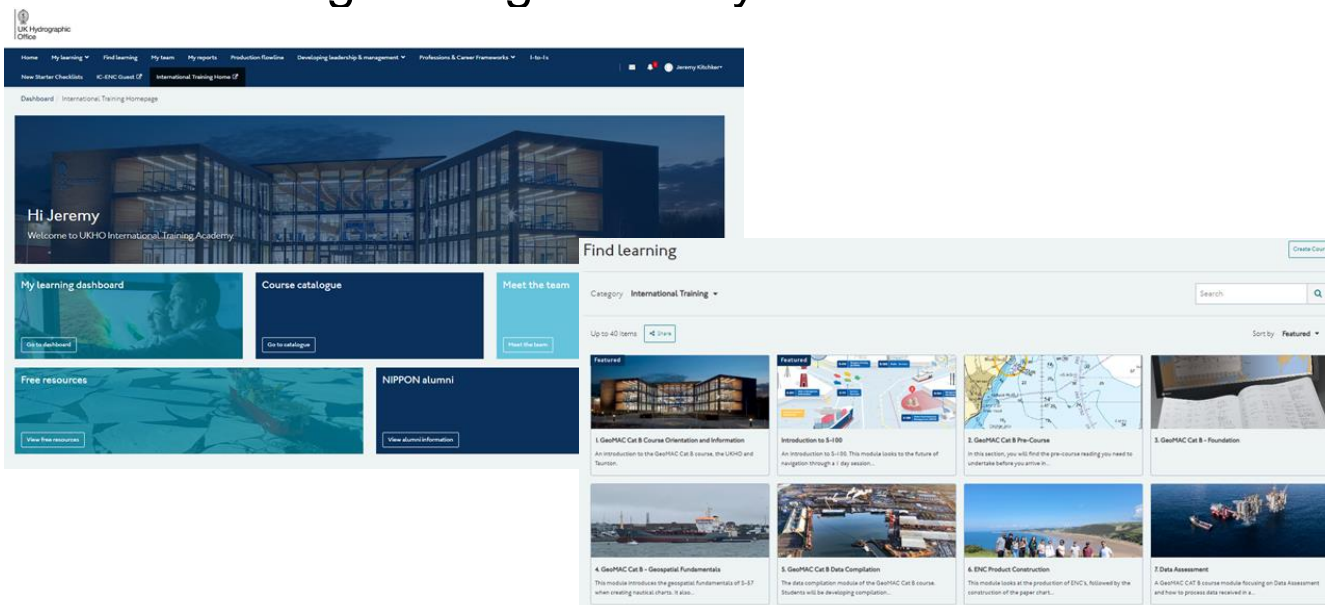 UK Hydrographic
Office
Home My learning Find learning My team My reports Production flowline Developing leadership & management Professions & Career Frameworks 1-to-1s
New Starter Checklists IC-ENC Guest International Training Home
Jeremy Kitchker
Dashboard / International Training Homepage
Hi Jeremy
Welcome to UKHO International Training Academy
My learning dashboard
Go to dashboard
Course catalogue
Go to catalogue
Meet the team
Meet the team
Free resources
View free resources
NIPPON alumni
View alumni information
Find learning
Create Cour
Category International Training
Search
Up to 40 items
Share
Sort by Featured
Featured
1. GeoMAC Cat B Course Orientation and Information
An introduction to the GeoMAC Cat B course, the UKHO and
Taunton.
Featured
Introduction to S-100
An introduction to S-100. This module looks to the future of
navigation through a 1 day session...
2. GeoMAC Cat B Pre-Course
In this section, you will find the pre-course reading you need to
undertake before you arrive in...
3. GeoMAC Cat B - Foundation
4. GeoMAC Cat B - Geospatial Fundamentals
This module introduces the geospatial fundamentals of S-57
when creating nautical charts. It also...
5. GeoMAC Cat B Data Compilation
The data compilation module of the GeoMAC Cat B course.
Students will be developing compilation...
6. ENC Product Construction
This module looks at the production of ENC's, followed by the
construction of the paper chart...
7. Data Assessment
A GeoMAC CAT B course module focusing on Data Assessment
and how to process data received in a...